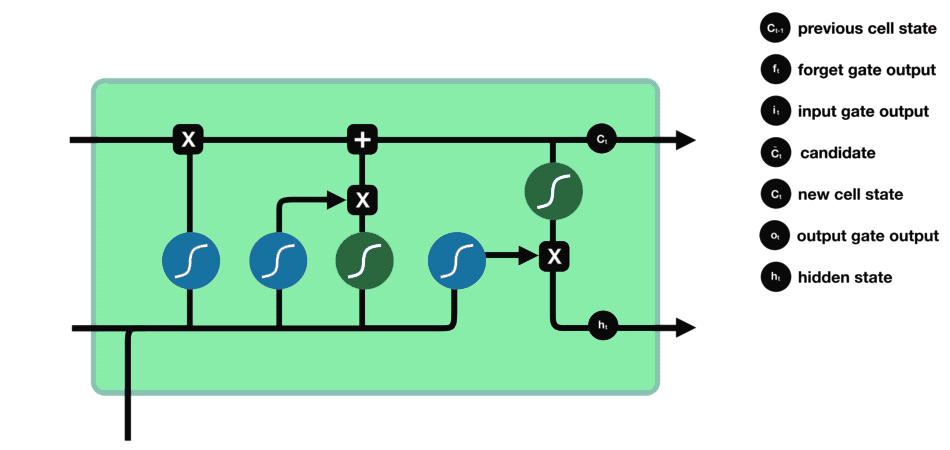 Cₜ₋₁ previous cell state
fₜ forget gate output
iₜ input gate output
C̃ₜ candidate
Cₜ new cell state
oₜ output gate output
hₜ hidden state
X
+
Cₜ
X
X
hₜ